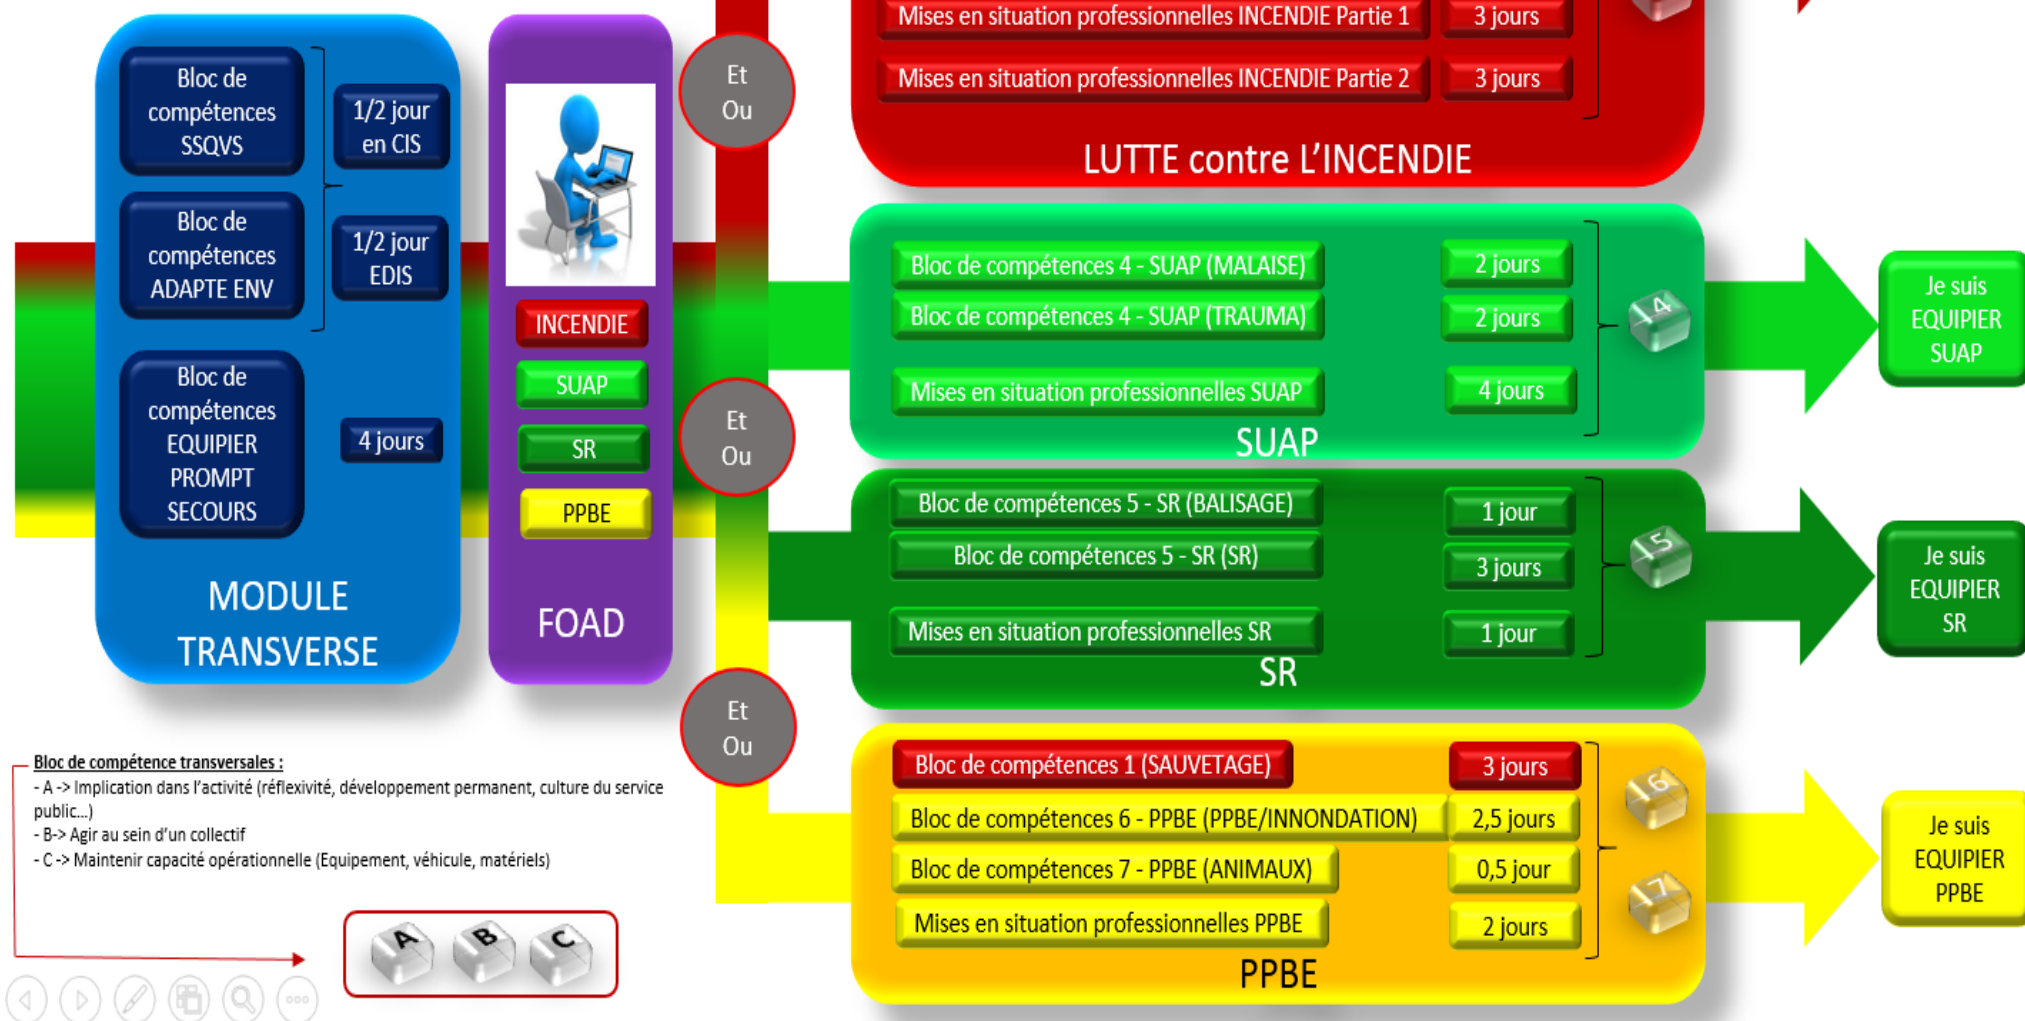 Bloc de
compétences
SSQVS
1/2 jour
en CIS
Bloc de
compétences
ADAPTE ENV
1/2 jour
EDIS
Bloc de
compétences
EQUIPIER
PROMPT
SECOURS
4 jours
MODULE
TRANSVERSE
INCENDIE
SUAP
SR
PPBE
FOAD
Et
Ou
Et
Ou
Et
Ou
Mises en situation professionnelles INCENDIE Partie 1
3 jours
Mises en situation professionnelles INCENDIE Partie 2
3 jours
LUTTE contre L'INCENDIE
Bloc de compétences 4 - SUAP (MALAISE)
2 jours
Bloc de compétences 4 - SUAP (TRAUMA)
2 jours
Mises en situation professionnelles SUAP
4 jours
4
SUAP
Je suis
EQUIPIER
SUAP
Bloc de compétences 5 - SR (BALISAGE)
1 jour
Bloc de compétences 5 - SR (SR)
3 jours
Mises en situation professionnelles SR
1 jour
5
SR
Je suis
EQUIPIER
SR
Bloc de compétences 1 (SAUVETAGE)
3 jours
Bloc de compétences 6 - PPBE (PPBE/INNONDATION)
2,5 jours
Bloc de compétences 7 - PPBE (ANIMAUX)
0,5 jour
Mises en situation professionnelles PPBE
2 jours
6
7
PPBE
Je suis
EQUIPIER
PPBE
Bloc de compétence transversales :
- A -> Implication dans l'activité (réflexivité, développement permanent, culture du service
public...)
- B-> Agir au sein d'un collectif
- C -> Maintenir capacité opérationnelle (Equipement, véhicule, matériels)
A B C